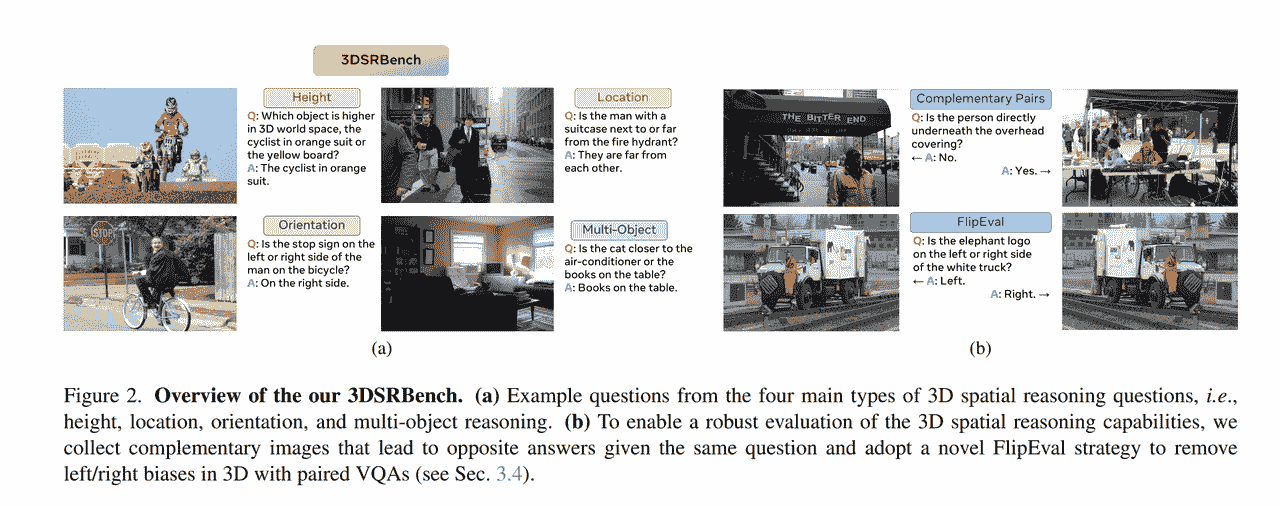 3DSRBench
Height
Q: Which object is higher
in 3D world space, the
cyclist in orange suit or
the yellow board?
A: The cyclist in orange
suit.
Location
Q: Is the man with a
suitcase next to or far
from the fire hydrant?
A: They are far from
each other.
Orientation
Q: Is the stop sign on the
left or right side of the
man on the bicycle?
A: On the right side.
STOP
Multi-Object
Q: Is the cat closer to the
air-conditioner or the
books on the table?
A: Books on the table.
(a)
THE BITTER END
Complementary Pairs
Q: Is the person directly
underneath the overhead
covering?
← A: No.
A: Yes. →
FlipEval
Q: Is the elephant logo
on the left or right side
of the white truck?
← A: Left.
A: Right. →
(b)
Figure 2. Overview of the our 3DSRBench. (a) Example questions from the four main types of 3D spatial reasoning questions, i.e.,
height, location, orientation, and multi-object reasoning. (b) To enable a robust evaluation of the 3D spatial reasoning capabilities, we
collect complementary images that lead to opposite answers given the same question and adopt a novel FlipEval strategy to remove
left/right biases in 3D with paired VQAs (see Sec. 3.4).